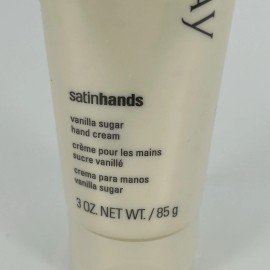 AY
satinhands
vanilla sugar
hand cream
crème pour les mains
sucre vanillé
crema para manos
vanilla sugar
3 OZ. NET WT. / 85 g